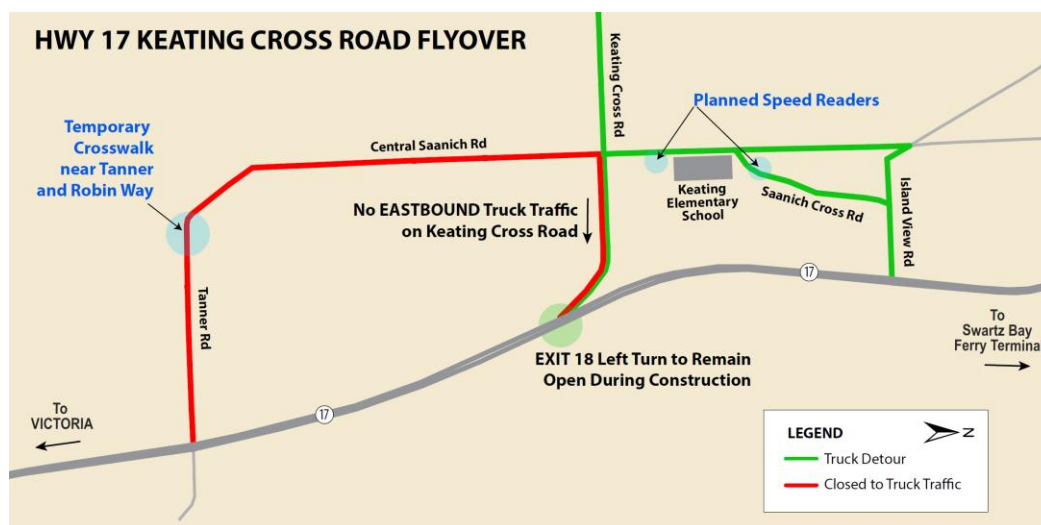 HWY 17 KEATING CROSS ROAD FLYOVER
Keating Cross Rd
Planned Speed Readers
Temporary
Crosswalk
near Tanner
and Robin Way
Central Saanich Rd
Keating
Elementary
School
Saanich Cross Rd
Island View Rd
No EASTBOUND Truck Traffic
on Keating Cross Road
17
Tanner Rd
To
Swartz Bay
Ferry Termina
EXIT 18 Left Turn to Remain
Open During Construction
To
VICTORIA
17
LEGEND
N
Truck Detour
Closed to Truck Traffic